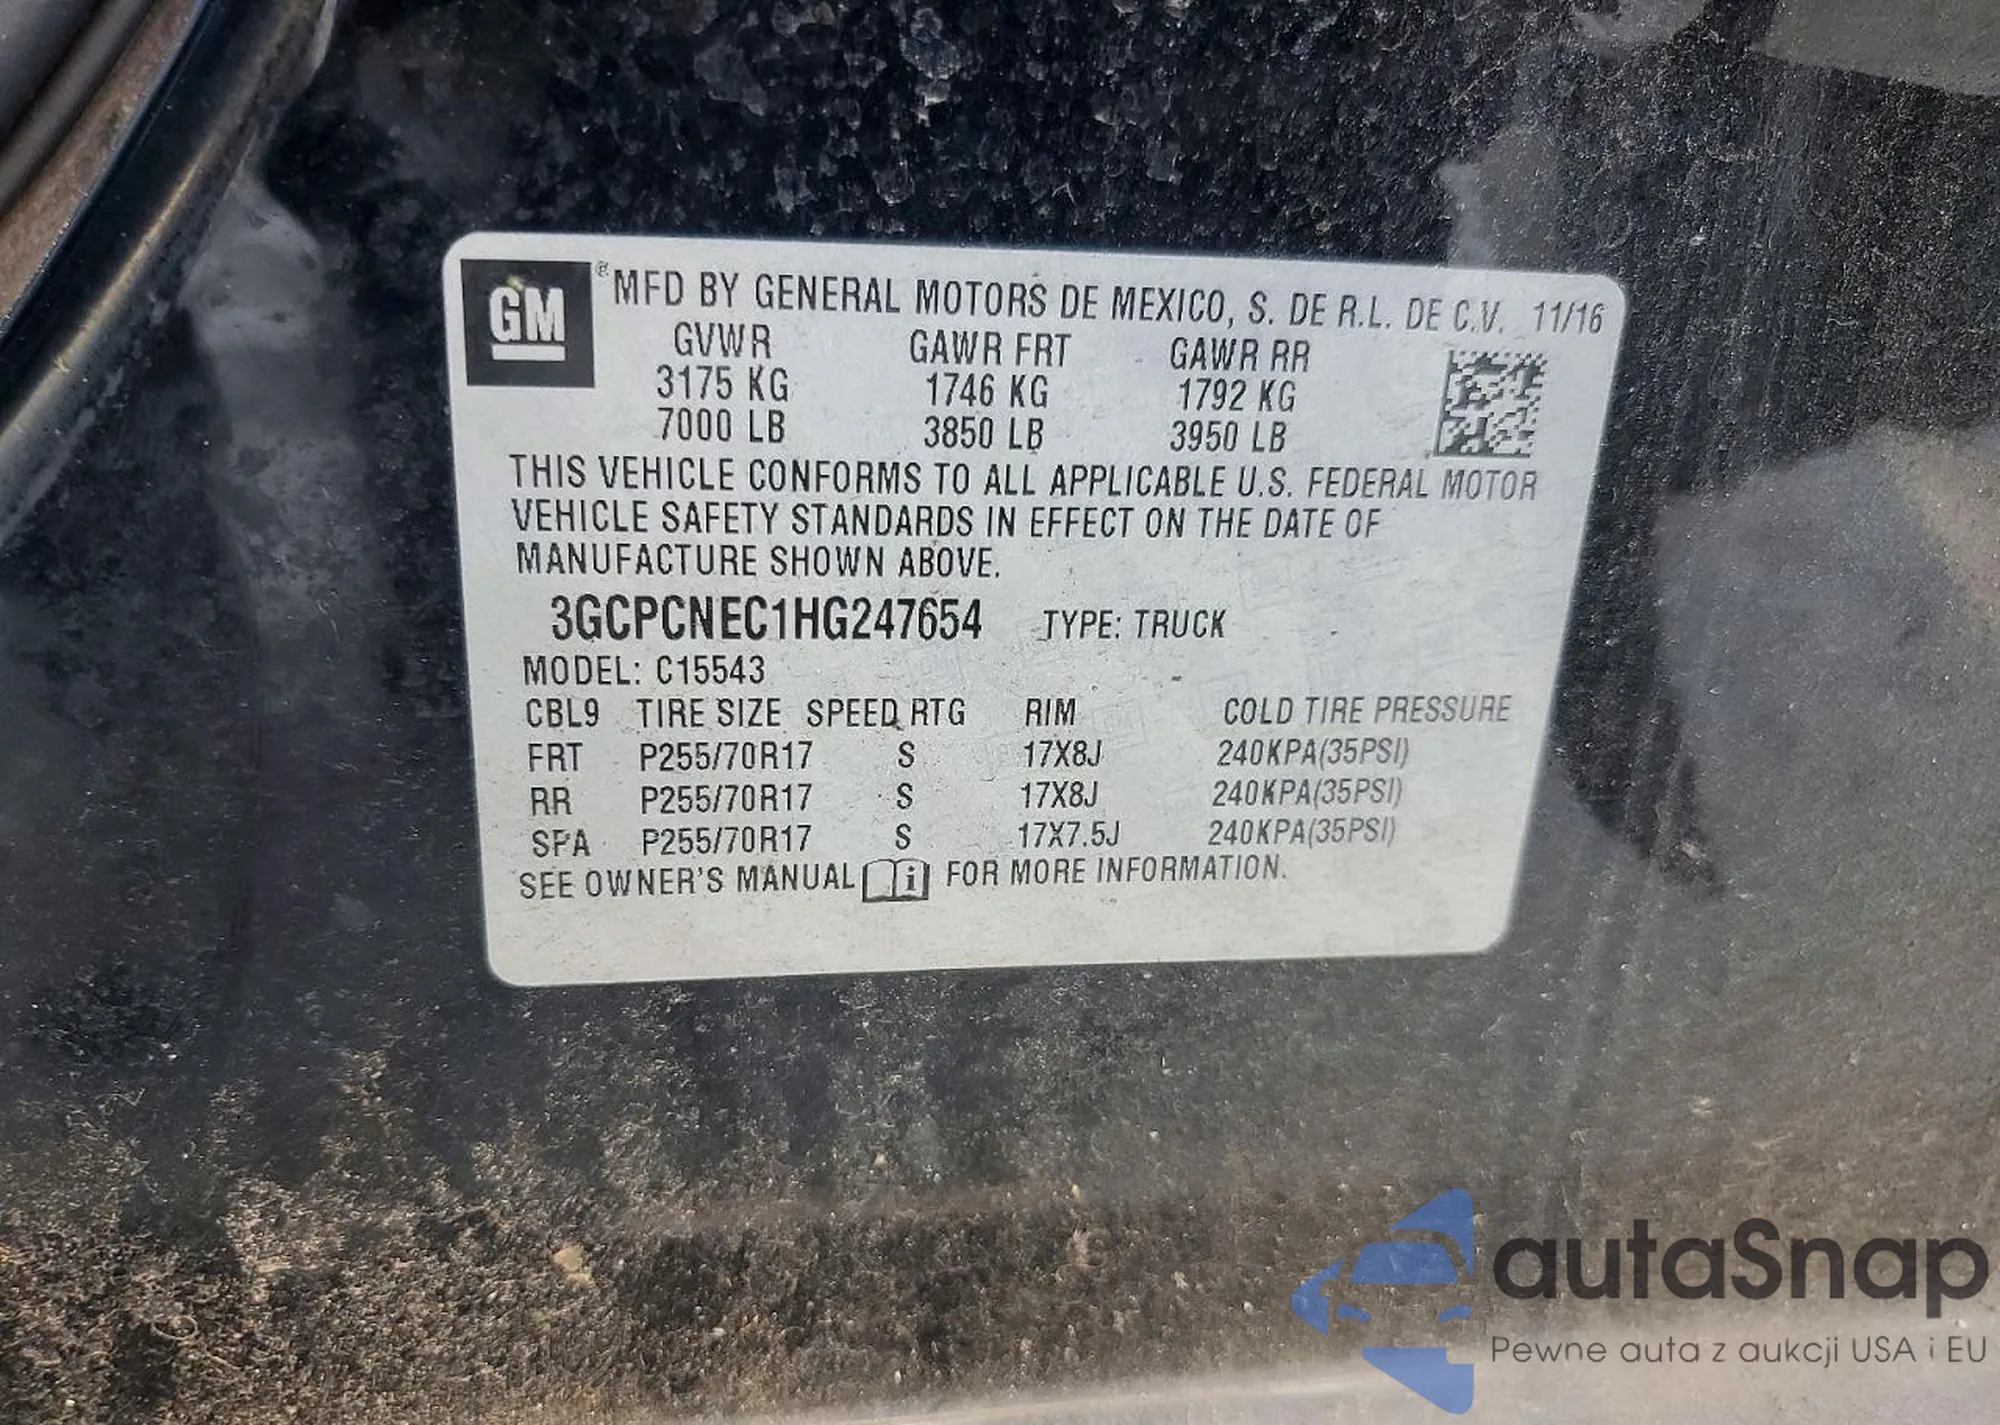 GM
®MFD BY GENERAL MOTORS DE MEXICO, S. DE R.L. DE C.V. 11/16
GVWR GAWR FRT GAWR RR
3175 KG 1746 KG 1792 KG
7000 LB 3850 LB 3950 LB
THIS VEHICLE CONFORMS TO ALL APPLICABLE U.S. FEDERAL MOTOR
VEHICLE SAFETY STANDARDS IN EFFECT ON THE DATE OF
MANUFACTURE SHOWN ABOVE.
3GCPCNEC1HG247654 TYPE: TRUCK
MODEL: C15543
CBL9 TIRE SIZE SPEED RTG RIM COLD TIRE PRESSURE
FRT P255/70R17 S 17X8J 240KPA(35PSI)
RR P255/70R17 S 17X8J 240KPA(35PSI)
SPA P255/70R17 S 17X7.5J 240KPA(35PSI)
SEE OWNER'S MANUAL i FOR MORE INFORMATION.
autaSnap
Pewne auta z aukcji USA i EU